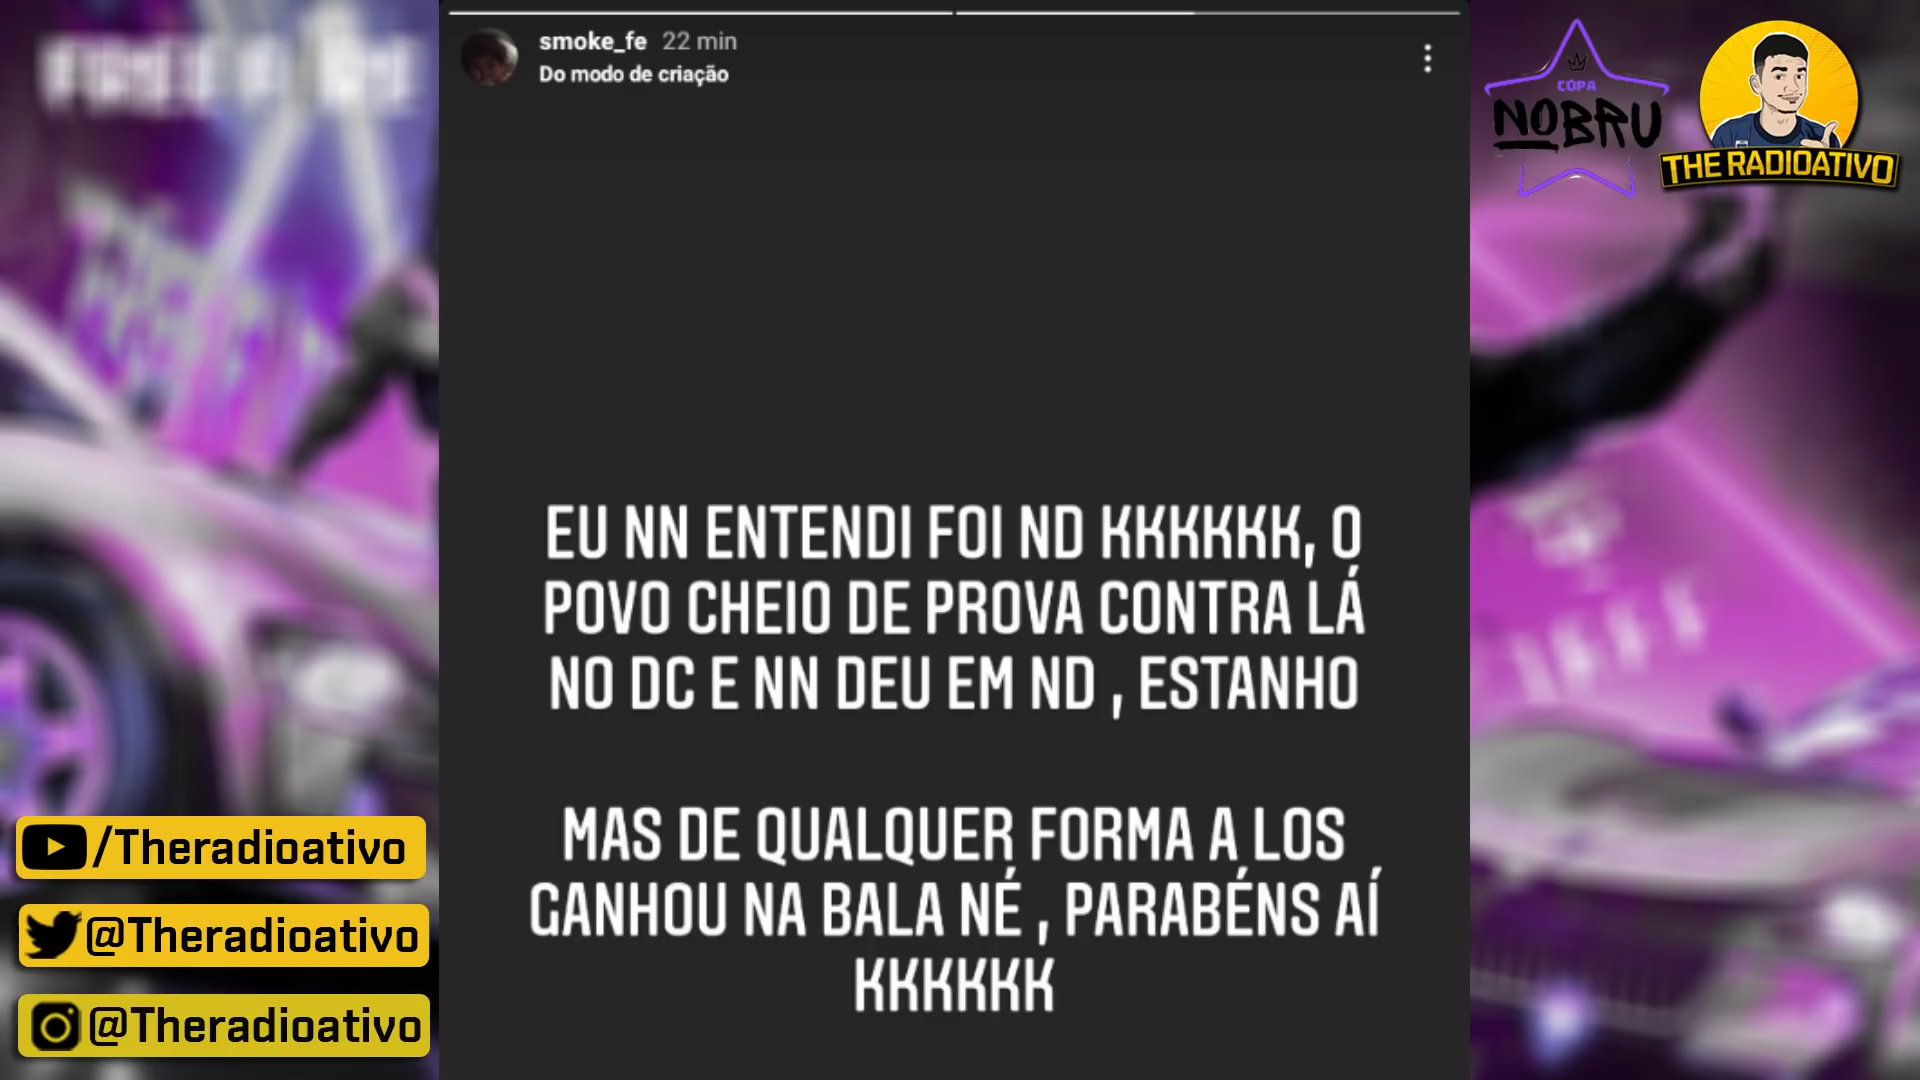 smoke_fe 22 min
Do modo de criação
COPA
NOBRU
THE RADIOATIVO
EU NN ENTENDI FOI ND KKKKKK, O
POVO CHEIO DE PROVA CONTRA LÁ
NO DC E NN DEU EM ND , ESTANHO
MAS DE QUALQUER FORMA A LOS
GANHOU NA BALA NÉ , PARABÉNS AÍ
KKKKKK
/Theradioativo
@Theradioativo
@Theradioativo